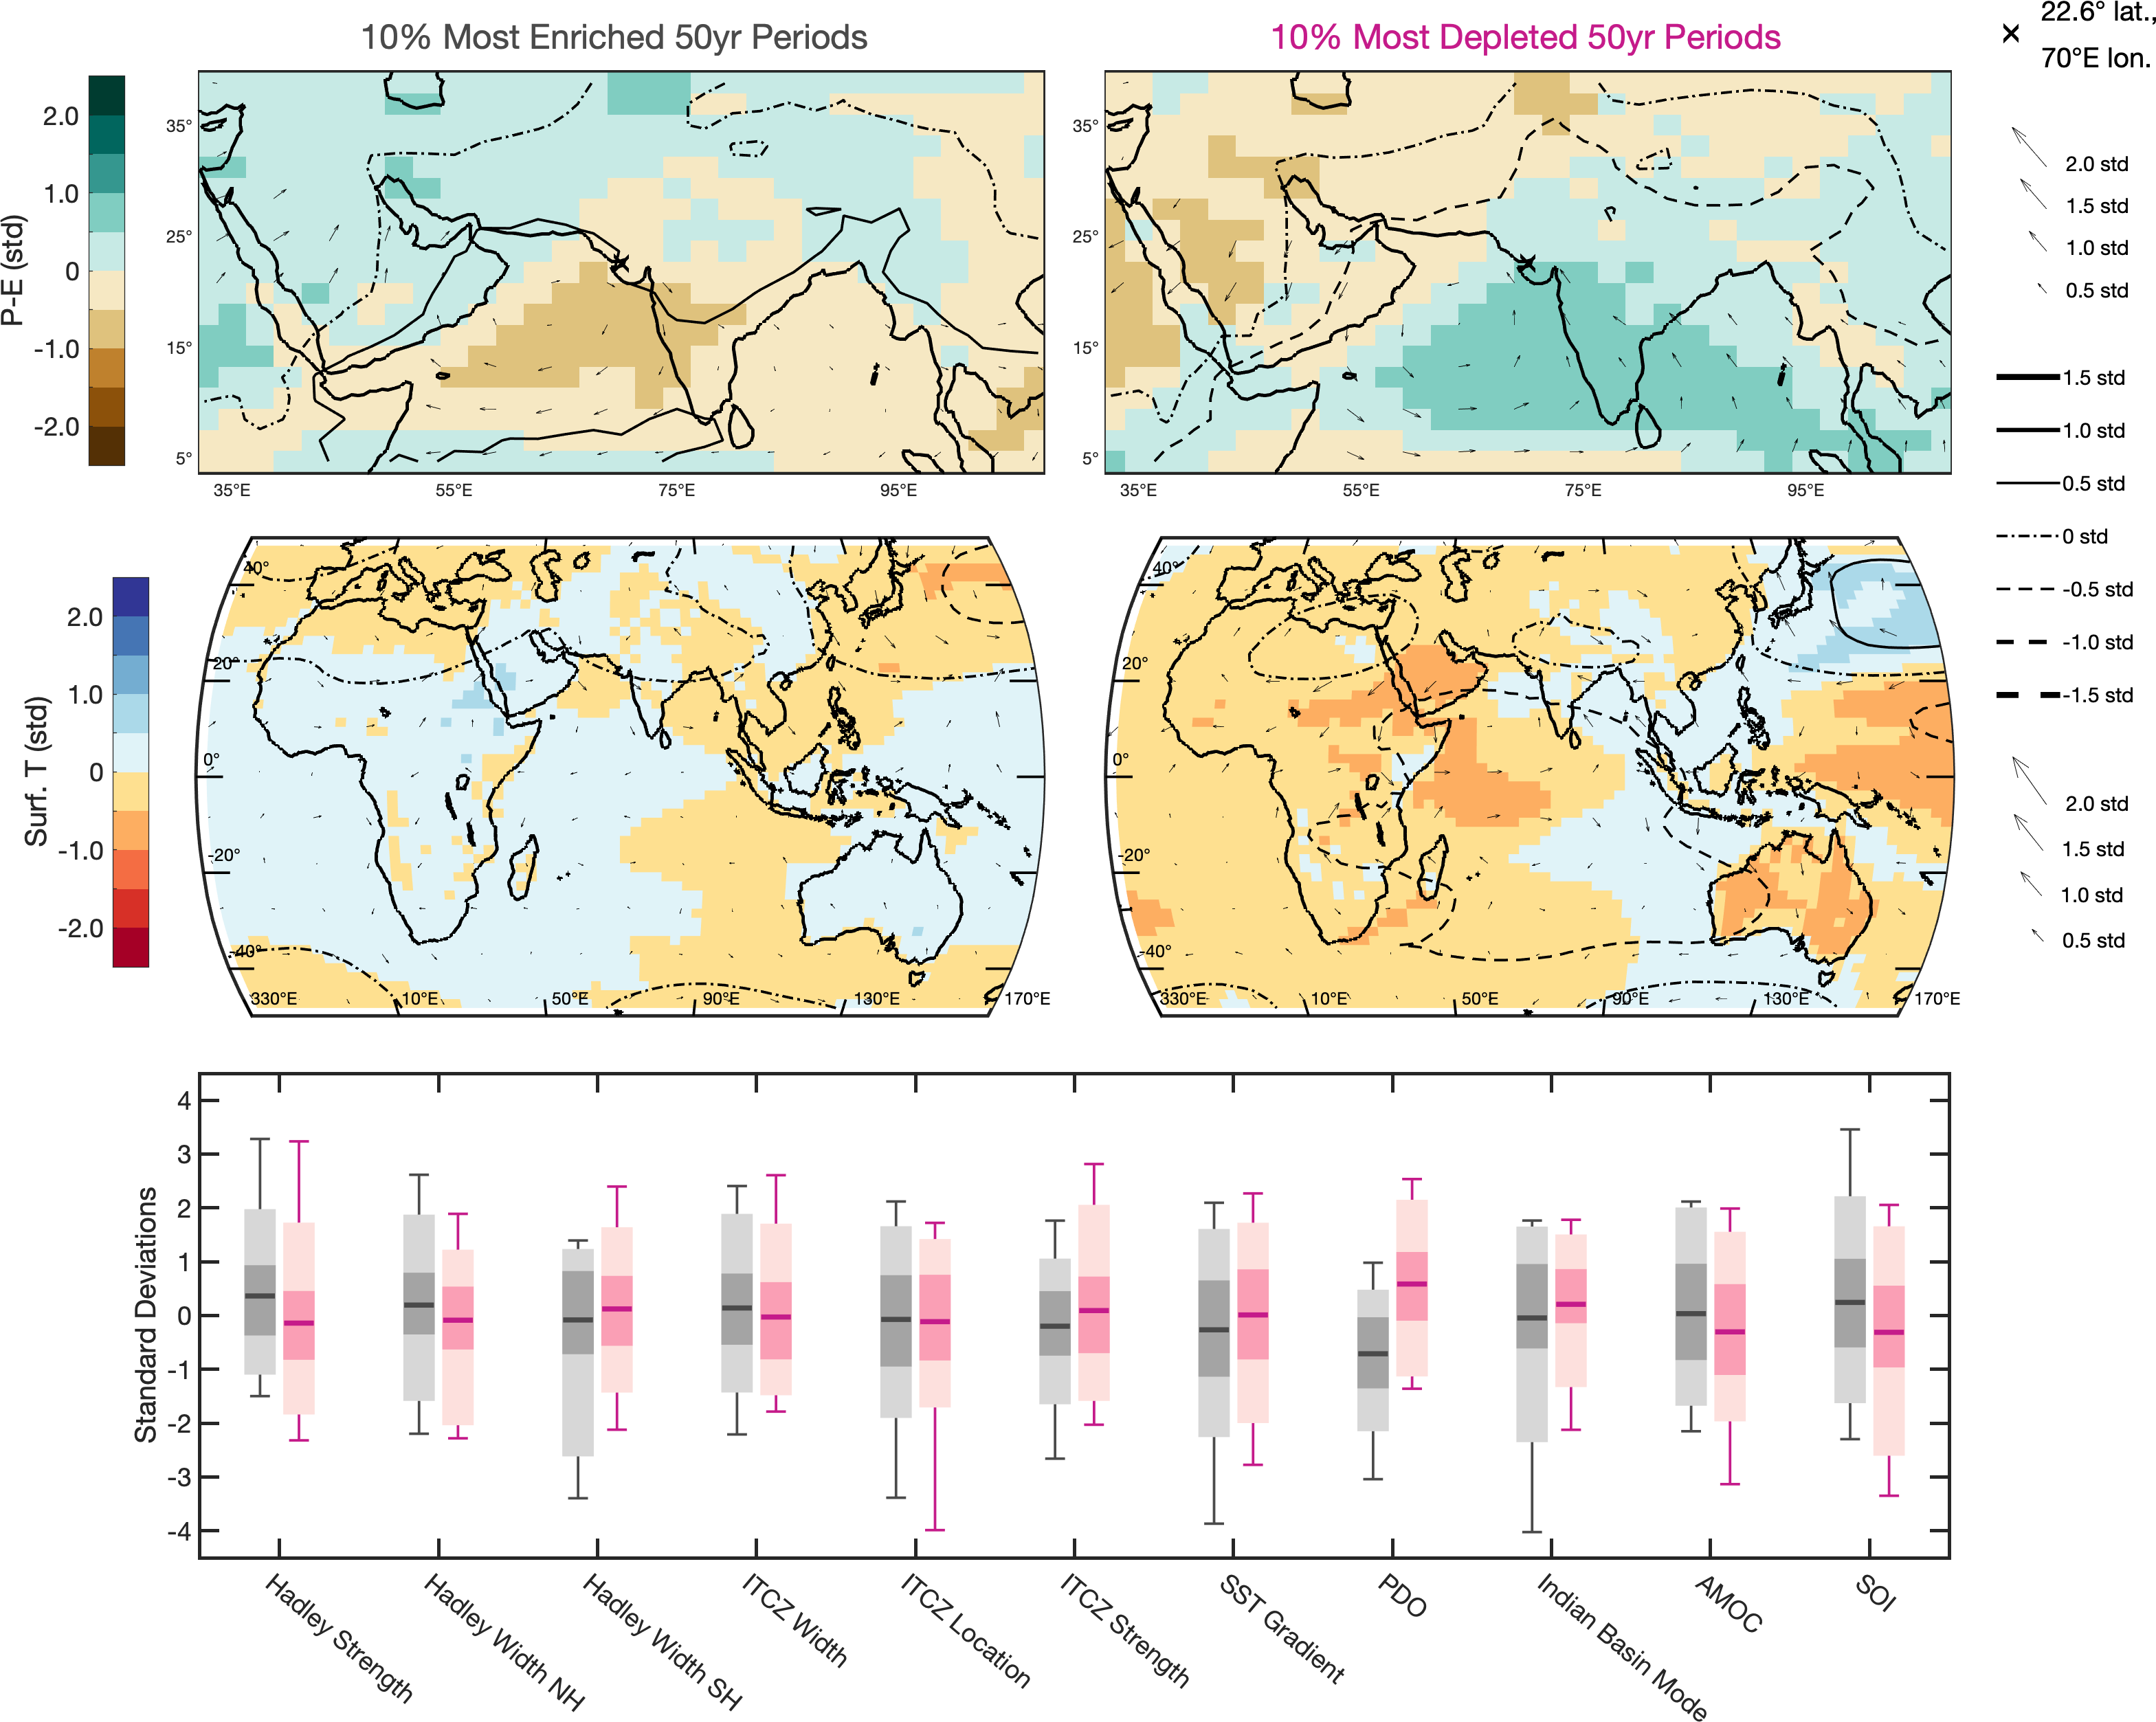 10% Most Enriched 50yr Periods
10% Most Depleted 50yr Periods
22.6° lat.,
70°E lon.
P-E (std)
2.0
1.0
0
-1.0
-2.0
35°
25°
15°
5°
35°E
55°E
75°E
95°E
35°
25°
15°
5°
35°E
55°E
75°E
95°E
2.0 std
1.5 std
1.0 std
0.5 std
1.5 std
1.0 std
0.5 std
0 std
-0.5 std
-1.0 std
-1.5 std
2.0 std
1.5 std
1.0 std
0.5 std
Surf. T (std)
2.0
1.0
0
-1.0
-2.0
40°
20°
0°
-20°
-40°
330°E
10°E
50°E
90°E
130°E
170°E
40°
20°
0°
-20°
-40°
330°E
10°E
50°E
90°E
130°E
170°E
Standard Deviations
4
3
2
1
0
-1
-2
-3
-4
Hadley Strength
Hadley Width NH
Hadley Width SH
ITCZ Width
ITCZ Location
ITCZ Strength
SST Gradient
PDO
Indian Basin Mode
AMOC
SOI